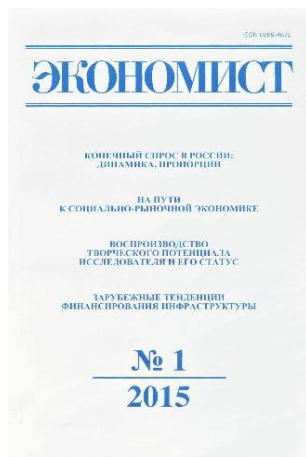 ЭКОНОМИСТ
КОНЕЧНЫЙ СПРОС В РОССИИ:
ДИНАМИКА, ПРОПОРЦИИ
НА ПУТИ
К СОЦИАЛЬНО-РЫНОЧНОЙ ЭКОНОМИКЕ
ВОСПРОИЗВОДСТВО
ТВОРЧЕСКОГО ПОТЕНЦИАЛА
ИССЛЕДОВАТЕЛЯ И ЕГО СТАТУС
ЗАРУБЕЖНЫЕ ТЕНДЕНЦИИ
ФИНАНСИРОВАНИЯ ИНФРАСТРУКТУРЫ
№ 1
2015